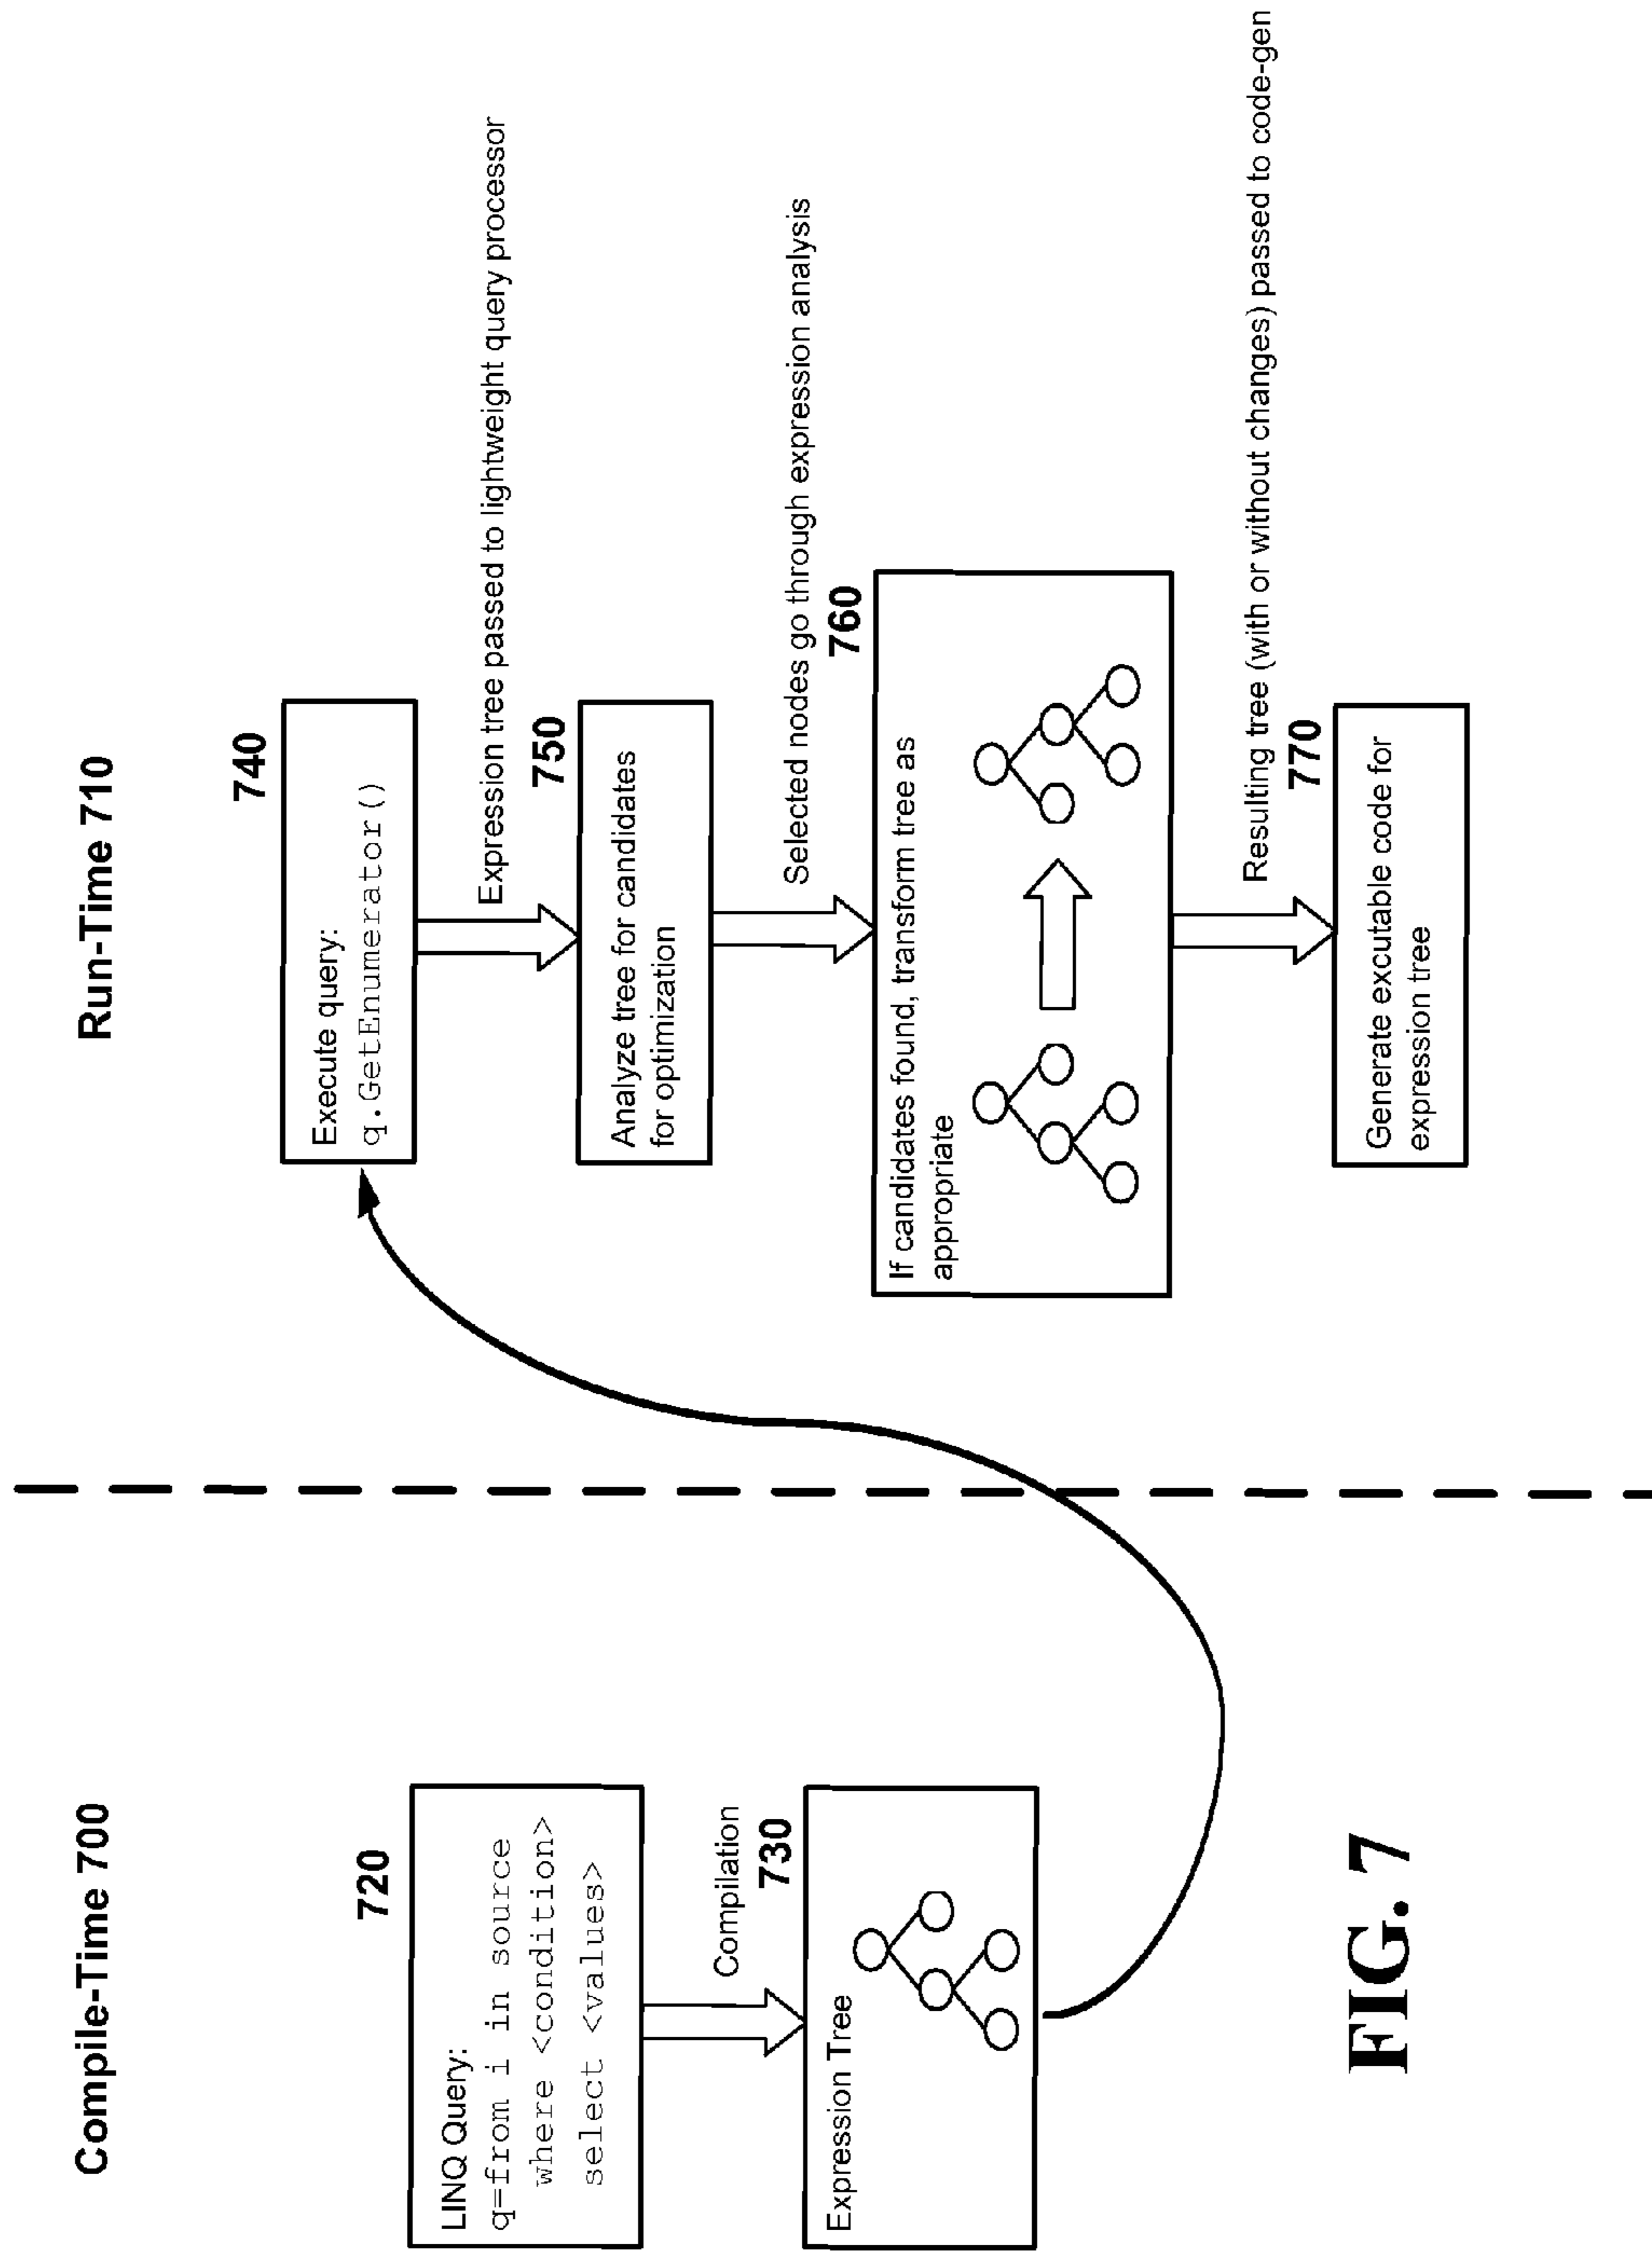 Compile-Time 700
720
LINQ Query:
q=from i in source
where <condition>
select <values>
Compilation
730
Expression Tree
Run-Time 710
740
Execute query:
q.GetEnumerator()
Expression tree passed to lightweight query processor
750
Analyze tree for candidates
for optimization
Selected nodes go through expression analysis
760
If candidates found, transform tree as
appropriate
Resulting tree (with or without changes) passed to code-gen
770
Generate excutable code for
expression tree
FIG. 7